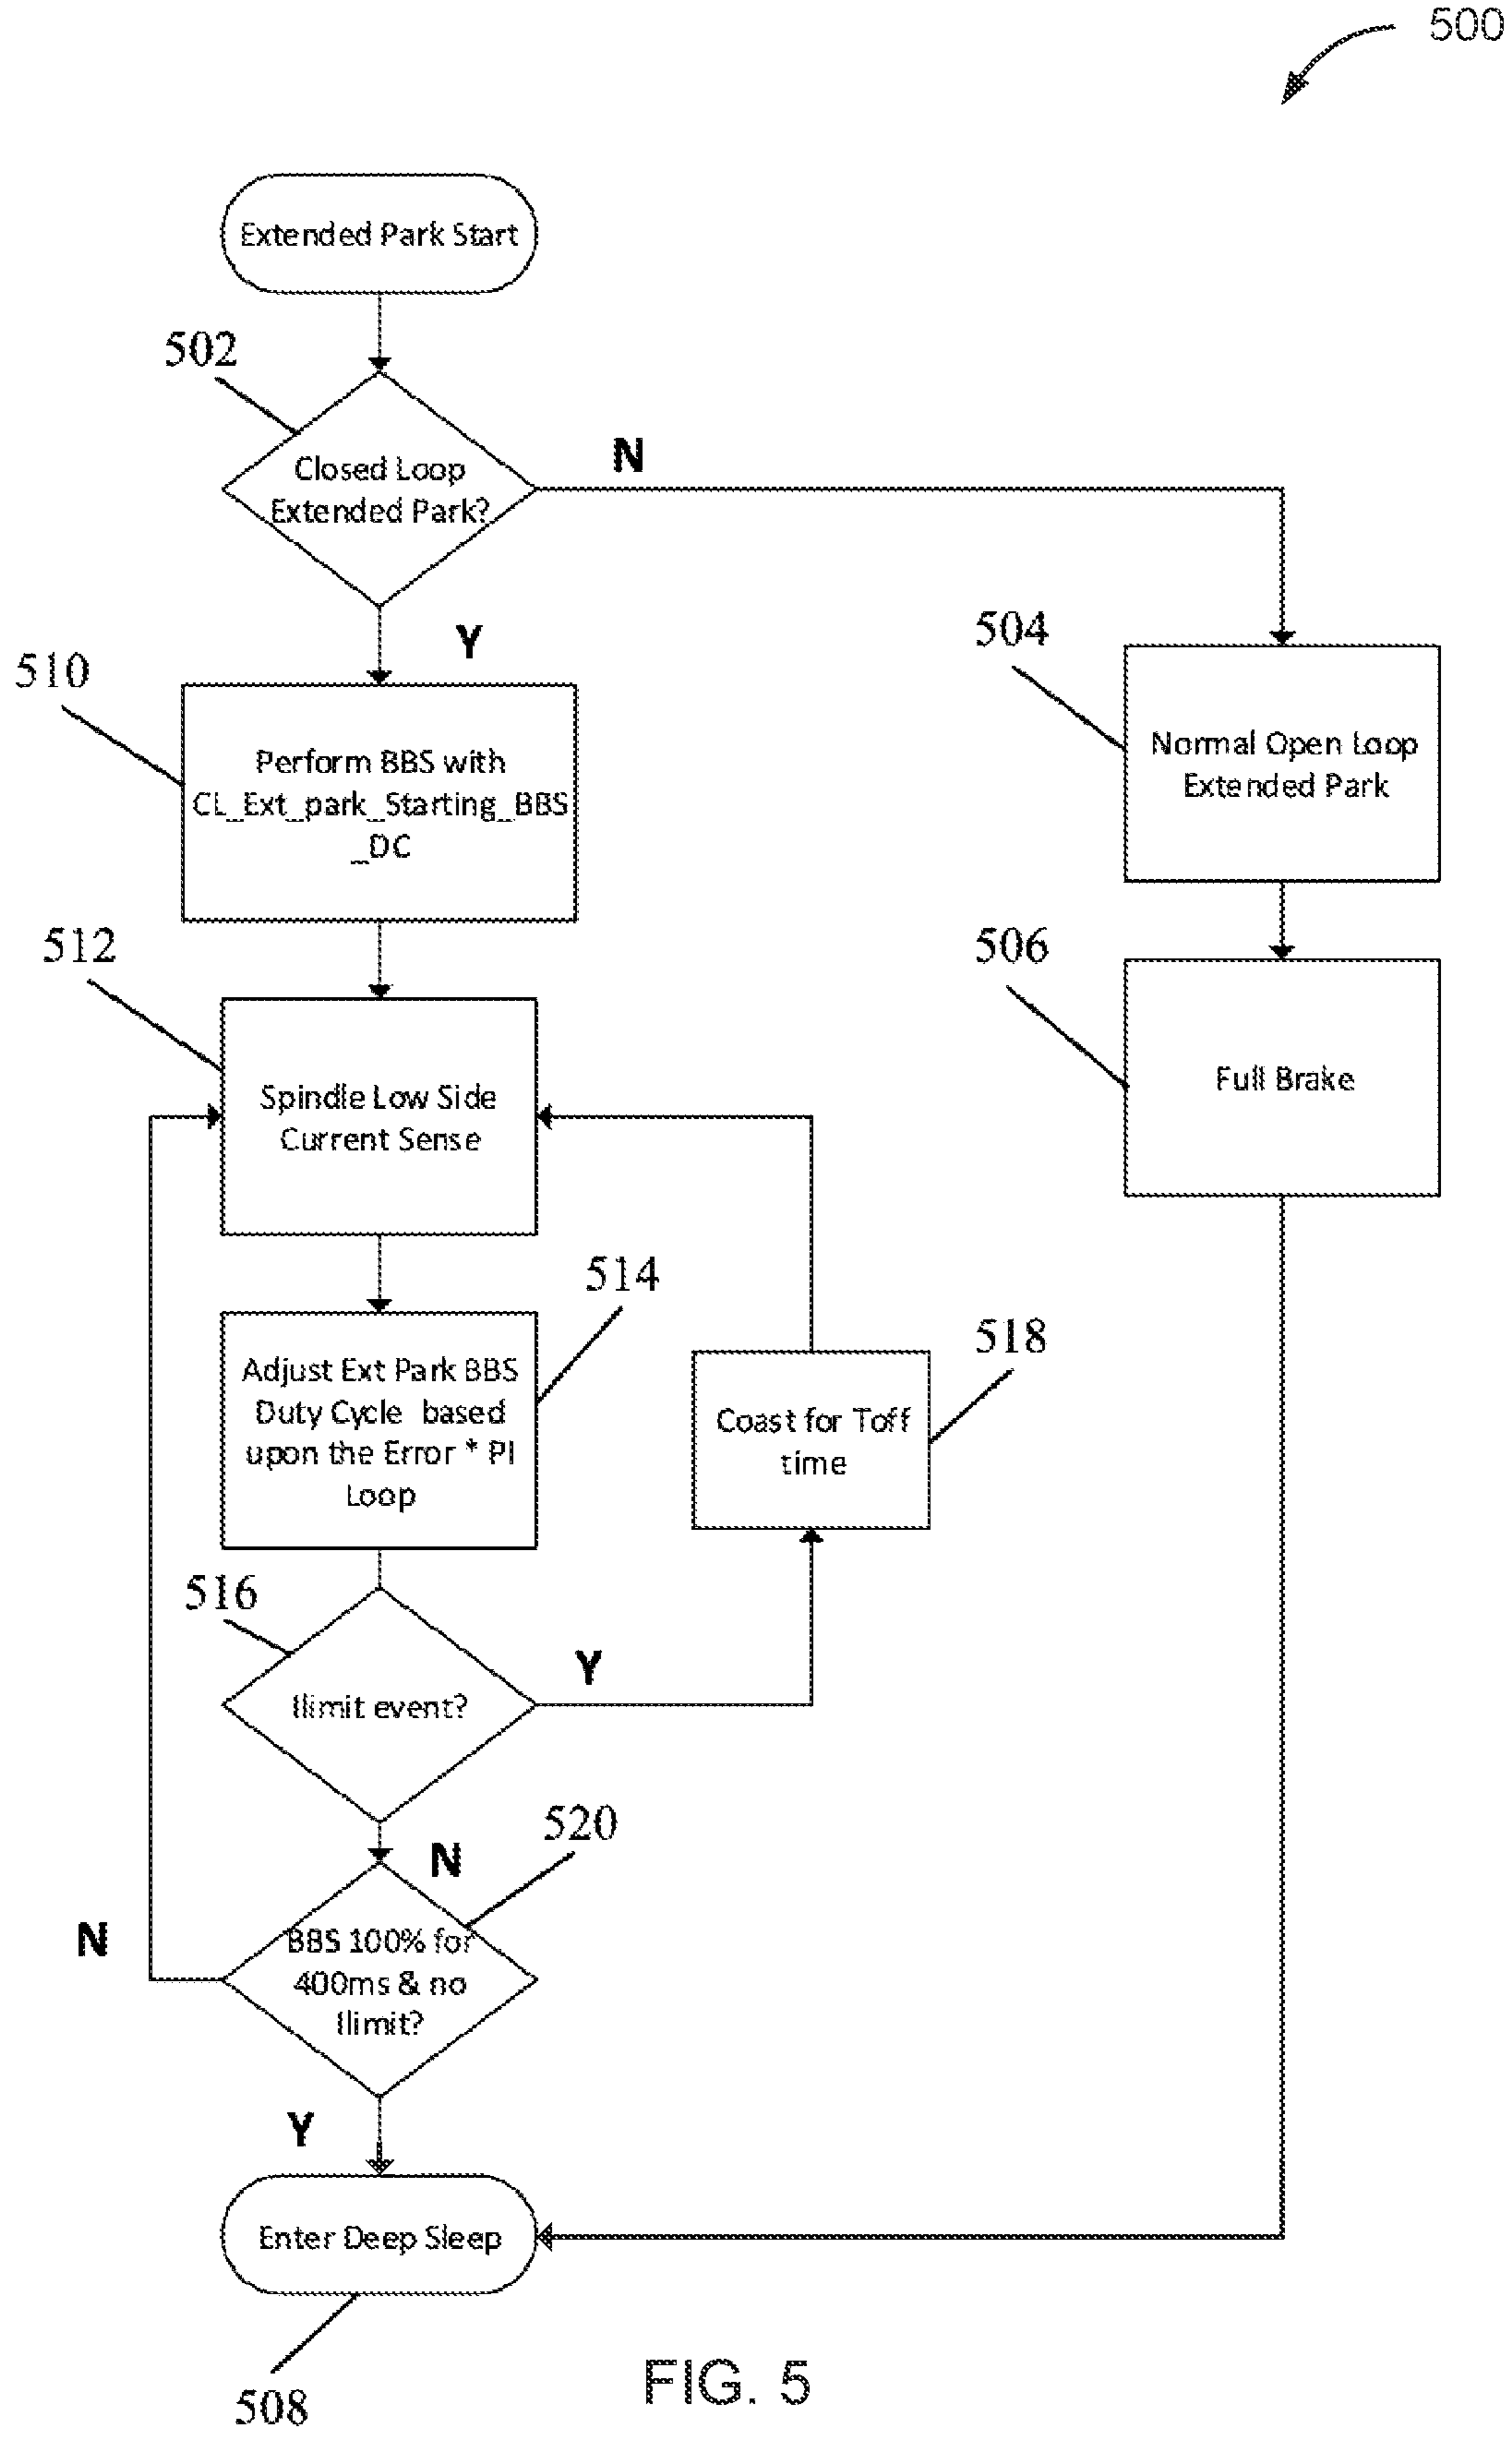 500
Extended Park Start
502
Closed Loop
Extended Park?
N
Y
510
Perform BBS with
CL_Ext_park_Starting_BBS
_DC
504
Normal Open Loop
Extended Park
512
Spindle Low Side
Current Sense
506
Full Brake
514
Adjust Ext Park BBS
Duty Cycle based
upon the Error * PI
Loop
518
Coast for Toff
time
516
Ilimit event?
Y
N
520
BBS 100% for
400ms & no
Ilimit?
N
Y
Enter Deep Sleep
508
FIG. 5